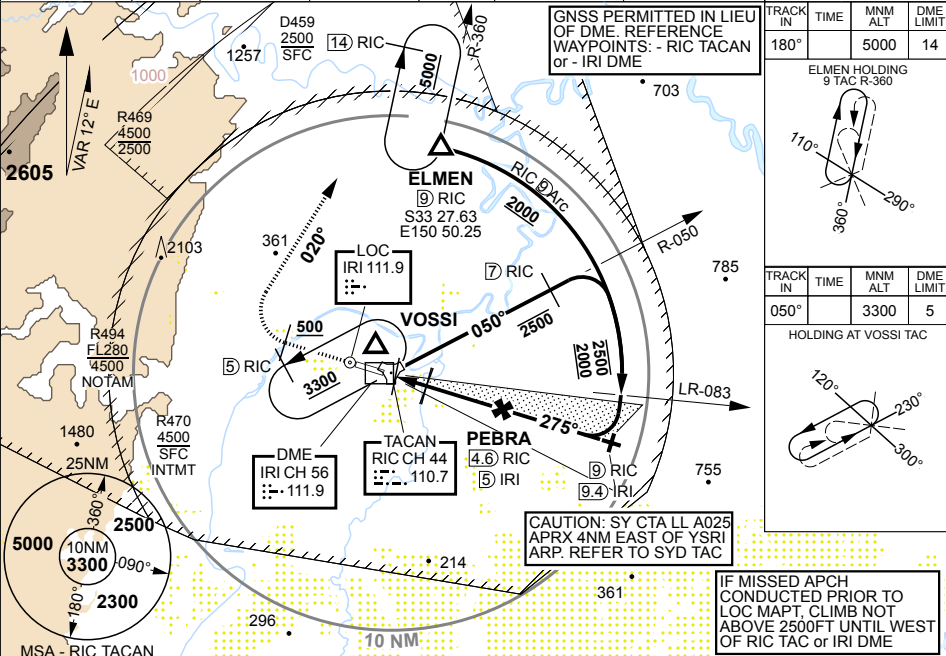 D459
2500
SFC
1257
1000
14 RIC
R-360
5000
GNSS PERMITTED IN LIEU
OF DME. REFERENCE
WAYPOINTS: - RIC TACAN
or - IRI DME
703
VAR 12° E
R469
4500
2500
2605
2103
ELMEN
9 RIC
S33 27.63
E150 50.25
RIC 9 Arc
2000
R-050
785
361
020°
LOC
IRI 111.9
7 RIC
050°
2500
VOSSI
500
5 RIC
3300
2500
2000
LR-083
R494
FL280
4500
NOTAM
275°
PEBRA
4.6 RIC
5 IRI
9 RIC
9.4 IRI
DME
IRI CH 56
111.9
TACAN
RIC CH 44
110.7
R470
4500
SFC
INTMT
1480
755
CAUTION: SY CTA LL A025
APRX 4NM EAST OF YSRI
ARP. REFER TO SYD TAC
214
361
296
10 NM
25NM
360°
2500
5000
10NM
3300
090°
180°
2300
MSA - RIC TACAN
IF MISSED APCH
CONDUCTED PRIOR TO
LOC MAPT, CLIMB NOT
ABOVE 2500FT UNTIL WEST
OF RIC TAC or IRI DME
TRACK IN TIME MNM ALT DME LIMIT
180° 5000 14
ELMEN HOLDING
9 TAC R-360
110°
290°
360°
TRACK IN TIME MNM ALT DME LIMIT
050° 3300 5
HOLDING AT VOSSI TAC
120°
230°
300°